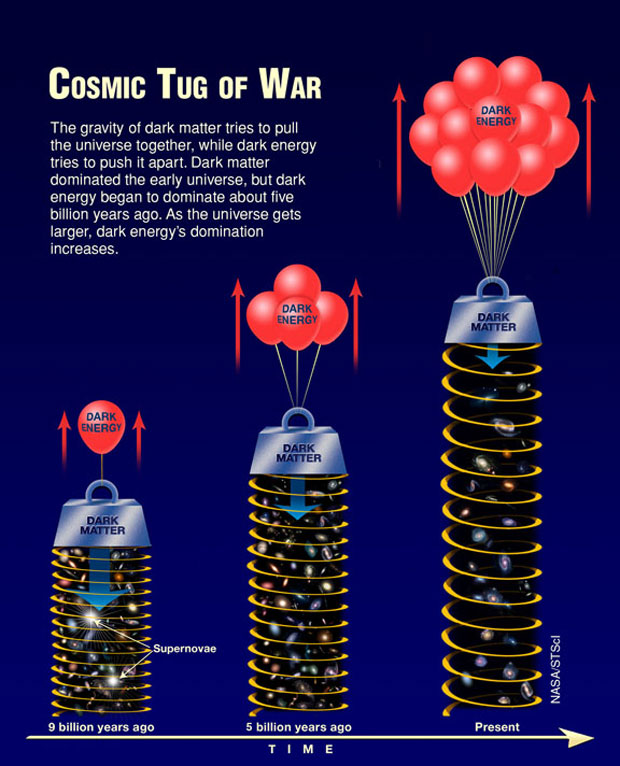 COSMIC TUG OF WAR
The gravity of dark matter tries to pull
the universe together, while dark energy
tries to push it apart. Dark matter
dominated the early universe, but dark
energy began to dominate about five
billion years ago. As the universe gets
larger, dark energy’s domination
increases.
DARK
ENERGY
DARK
MATTER
DARK
ENERGY
DARK
MATTER
DARK
ENERGY
DARK
MATTER
Supernovae
NASA/STScI
9 billion years ago
5 billion years ago
Present
TIME